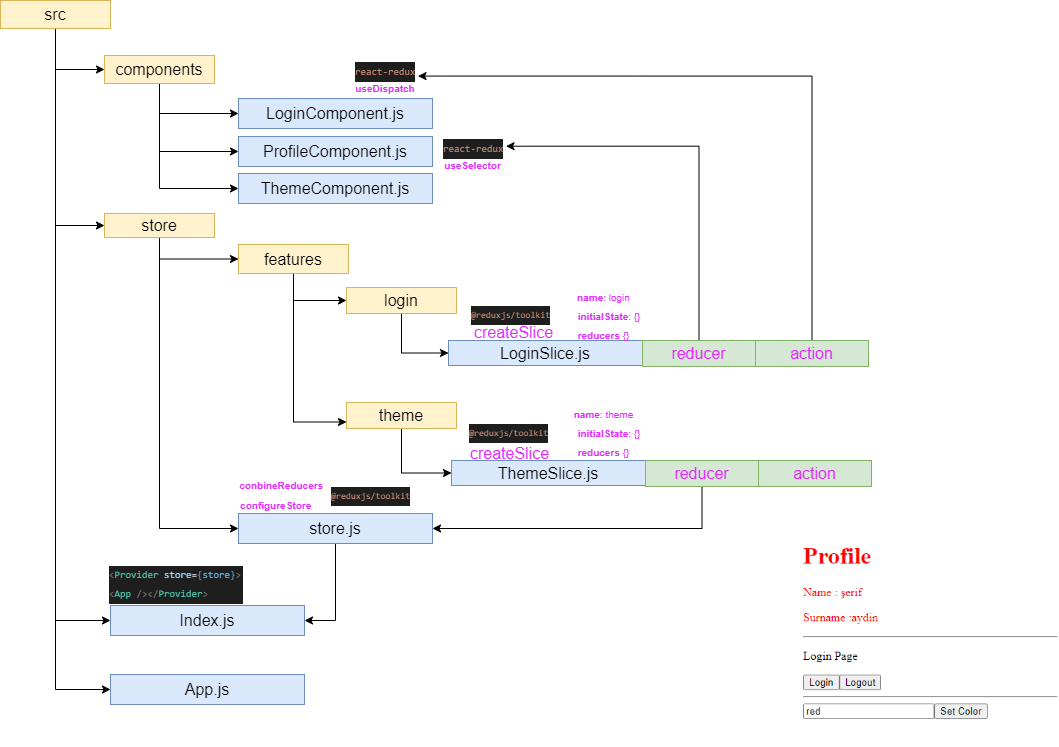 src
components
react-redux
useDispatch
LoginComponent.js
ProfileComponent.js
react-redux
useSelector
ThemeComponent.js
store
features
login
@reduxjs/toolkit
createSlice
name: login
initialState: {}
reducers {}
LoginSlice.js
reducer
action
theme
@reduxjs/toolkit
createSlice
name: theme
initialState: {}
reducers {}
ThemeSlice.js
reducer
action
conbineReducers
configureStore
@reduxjs/toolkit
store.js
<Provider store={store}>
<App /></Provider>
Index.js
App.js
Profile
Name : şerif
Surname :aydin
Login Page
Login Logout
red Set Color